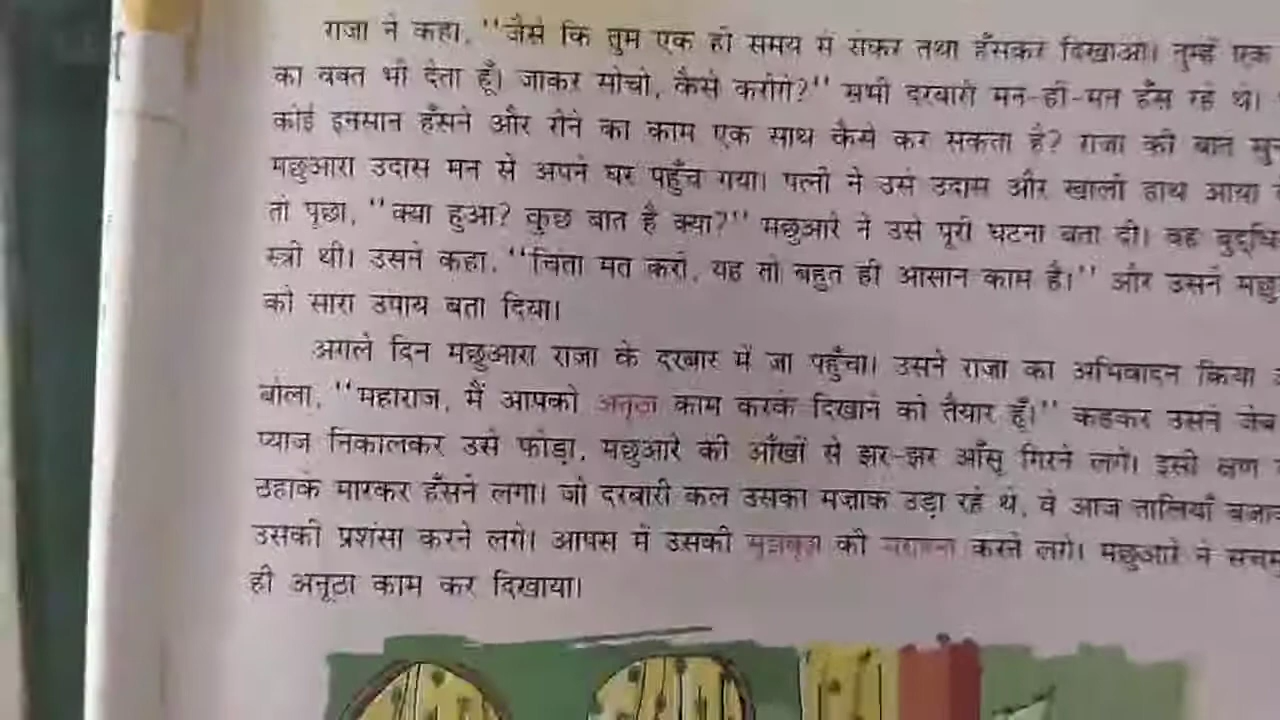 राजा ने कहा, "जैसे कि तुम एक ही समय में रोकर तथा हँसकर दिखाओ। तुम्हें एक
का वक्त भी देता हूँ। जाकर सोचो, कैसे करोगे?" सभी दरबारी मन-ही-मन हँस रहे थे।
कोई इनसान हँसने और रोने का काम एक साथ कैसे कर सकता है? राजा की बात
मछुआरा उदास मन से अपने घर पहुँच गया। पत्नी ने उसे उदास और खाली हाथ आया
तो पूछा, "क्या हुआ? कुछ बात है क्या?" मछुआरे ने उसे पूरी घटना बता दी। वह
स्त्री थी। उसने कहा, "चिंता मत करो, यह तो बहुत ही आसान काम है।" और उसने
को सारा उपाय बता दिया।
अगले दिन मछुआरा राजा के दरबार में जा पहुँचा। उसने राजा का अभिवादन किया
बोला, "महाराज, मैं आपको अनूठा काम करके दिखाने को तैयार हूँ।" कहकर उसने जेब
प्याज निकालकर उसे फोड़ा, मछुआरे की आँखों से झर-झर आँसू गिरने लगे। इसी क्षण
ठहाके मारकर हँसने लगा। जो दरबारी कल उसका मज़ाक उड़ा रहे थे, वे आज तालियाँ
उसकी प्रशंसा करने लगे। आपस में उसकी सूझबूझ की सराहना करने लगे। मछुआरे ने
ही अनूठा काम कर दिखाया।